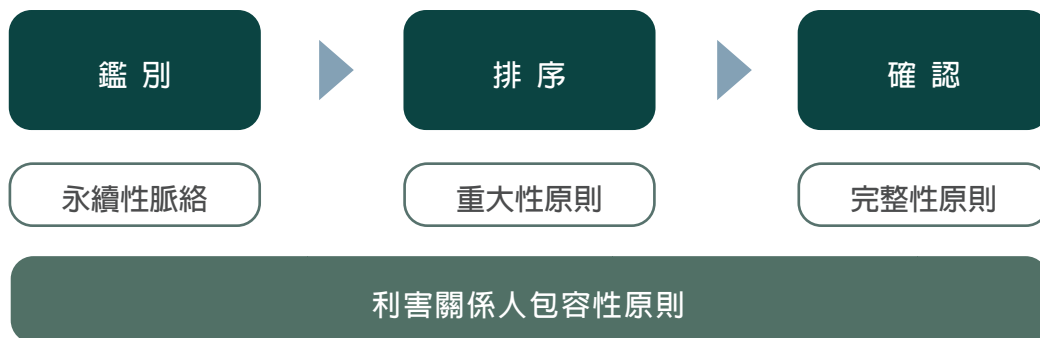 鑑別
排序
確認
永續性脈絡
重大性原則
完整性原則
利害關係人包容性原則